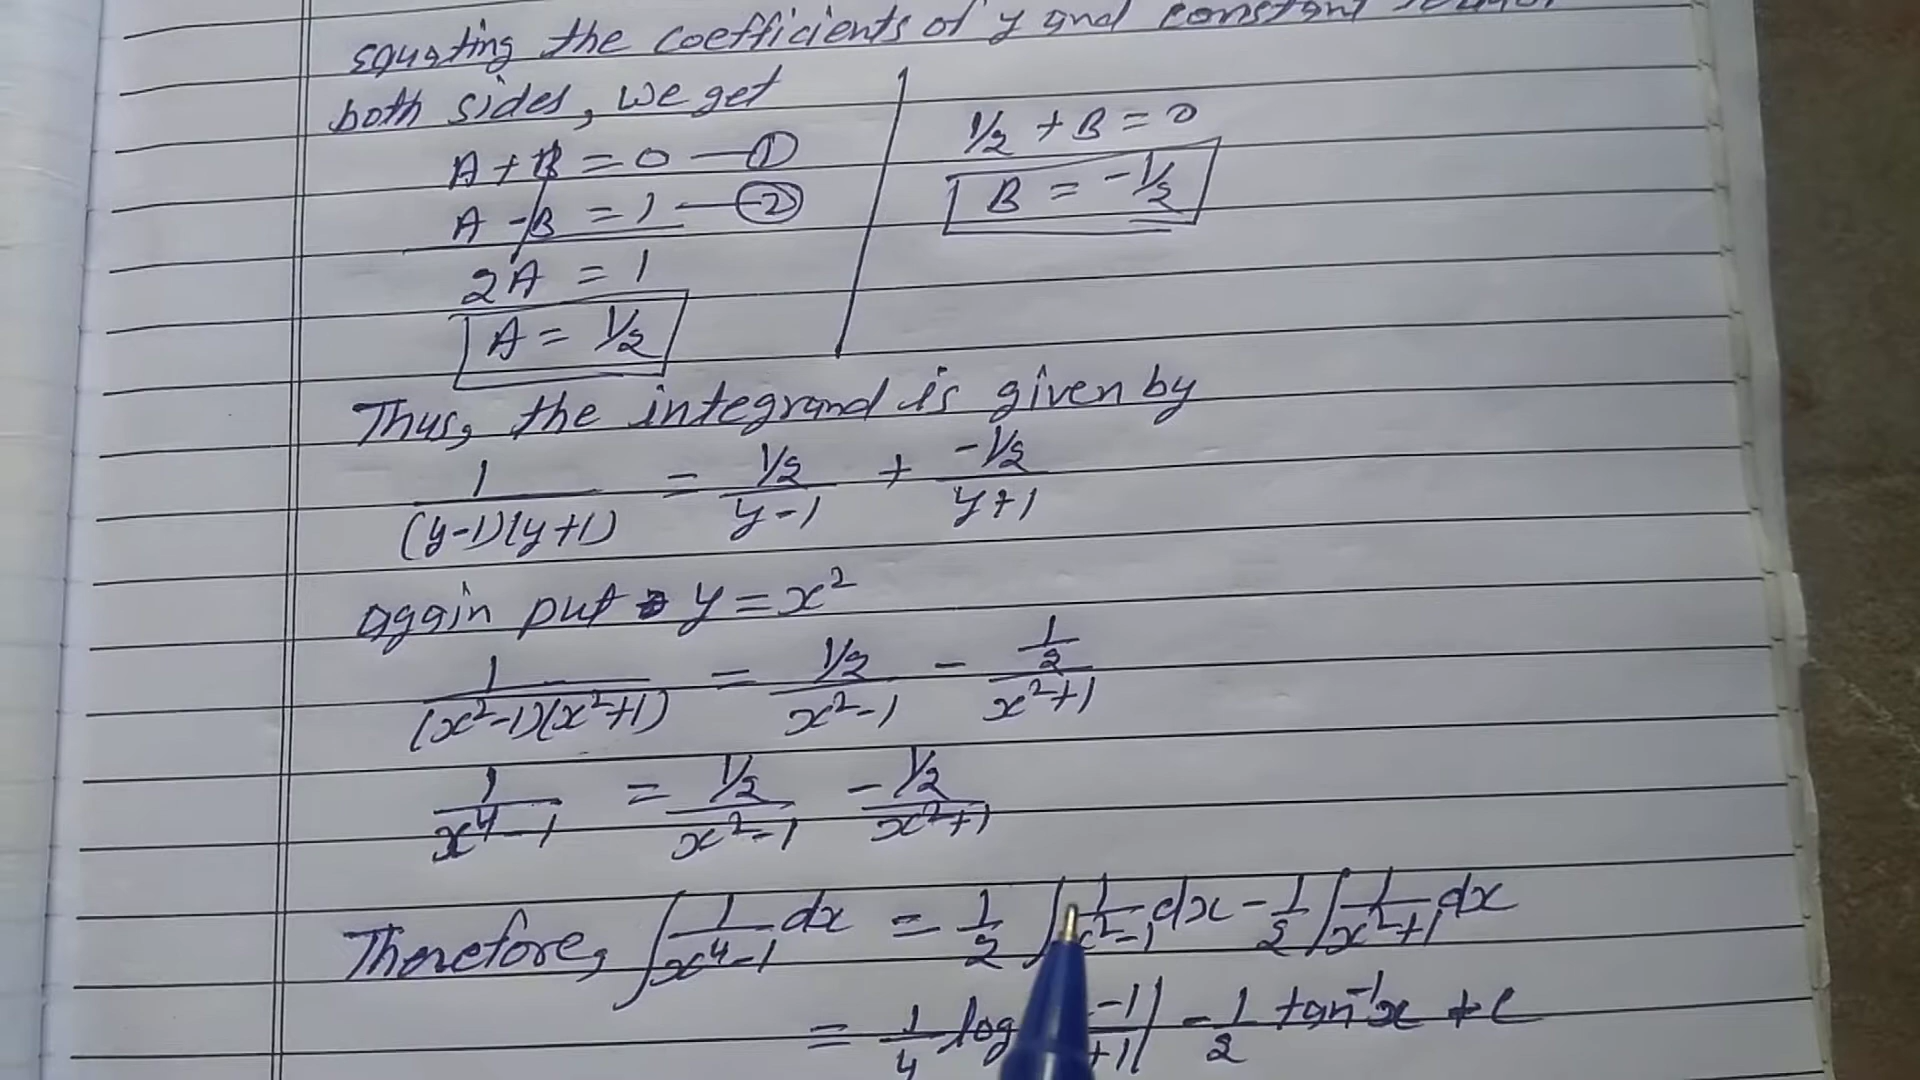 equating the coefficients of y and constant
both sides, we get
A + B = 0 — ①
A - B = 1 — ②
2A = 1
A = 1/2
1/2 + B = 0
B = -1/2
Thus, the integrand is given by
1/((y-1)(y+1)) = (1/2)/(y-1) + (-1/2)/(y+1)
again put y = x²
1/((x²-1)(x²+1)) = (1/2)/(x²-1) - (1/2)/(x²+1)
1/(x⁴-1) = (1/2)/(x²-1) - (1/2)/(x²+1)
Therefore, ∫ 1/(x⁴-1) dx = 1/2 ∫ 1/(x²-1) dx - 1/2 ∫ 1/(x²+1) dx
= 1/4 log -1/+1| - 1/2 tan⁻¹x + c